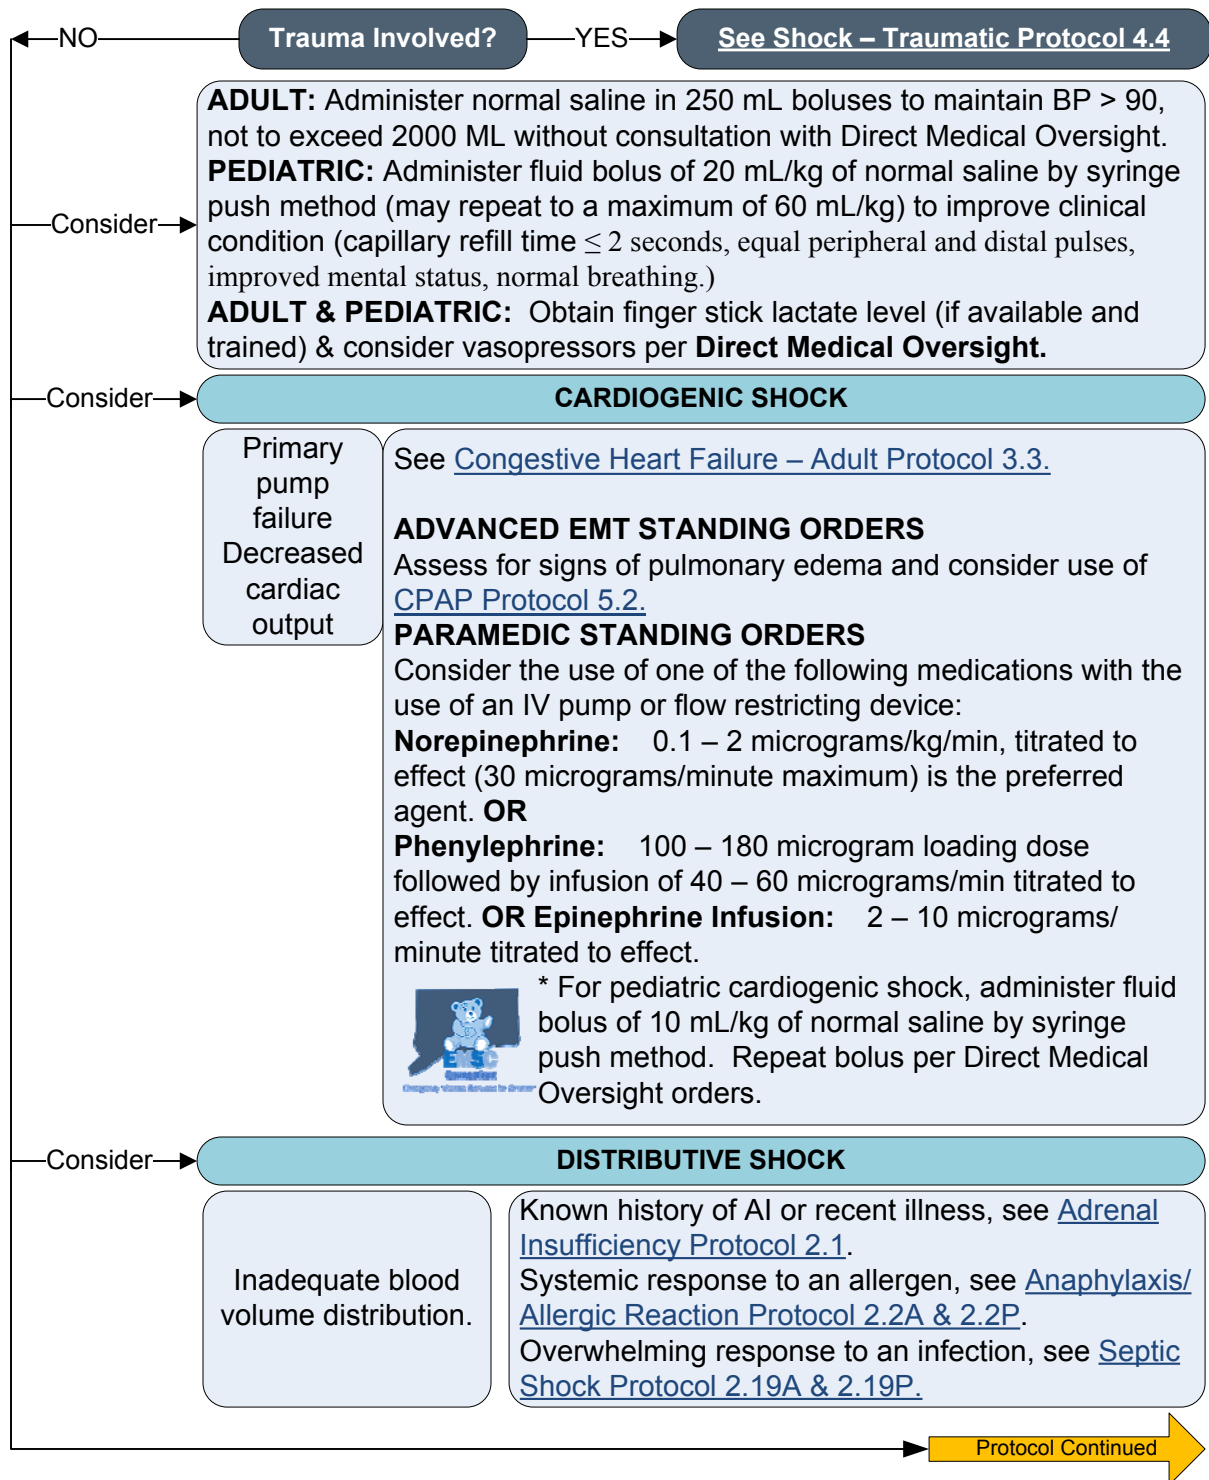 NO
Trauma Involved?
YES
See Shock – Traumatic Protocol 4.4
ADULT: Administer normal saline in 250 mL boluses to maintain BP > 90,
not to exceed 2000 ML without consultation with Direct Medical Oversight.
PEDIATRIC: Administer fluid bolus of 20 mL/kg of normal saline by syringe
push method (may repeat to a maximum of 60 mL/kg) to improve clinical
condition (capillary refill time ≤ 2 seconds, equal peripheral and distal pulses,
improved mental status, normal breathing.)
ADULT & PEDIATRIC: Obtain finger stick lactate level (if available and
trained) & consider vasopressors per Direct Medical Oversight.
Consider
Consider
CARDIOGENIC SHOCK
Primary
pump
failure
Decreased
cardiac
output
See Congestive Heart Failure – Adult Protocol 3.3.
ADVANCED EMT STANDING ORDERS
Assess for signs of pulmonary edema and consider use of
CPAP Protocol 5.2.
PARAMEDIC STANDING ORDERS
Consider the use of one of the following medications with the
use of an IV pump or flow restricting device:
Norepinephrine: 0.1 – 2 micrograms/kg/min, titrated to
effect (30 micrograms/minute maximum) is the preferred
agent. OR
Phenylephrine: 100 – 180 microgram loading dose
followed by infusion of 40 – 60 micrograms/min titrated to
effect. OR Epinephrine Infusion: 2 – 10 micrograms/
minute titrated to effect.
* For pediatric cardiogenic shock, administer fluid
bolus of 10 mL/kg of normal saline by syringe
push method. Repeat bolus per Direct Medical
Oversight orders.
EMSC
Consider
DISTRIBUTIVE SHOCK
Inadequate blood
volume distribution.
Known history of AI or recent illness, see Adrenal
Insufficiency Protocol 2.1.
Systemic response to an allergen, see Anaphylaxis/
Allergic Reaction Protocol 2.2A & 2.2P.
Overwhelming response to an infection, see Septic
Shock Protocol 2.19A & 2.19P.
Protocol Continued